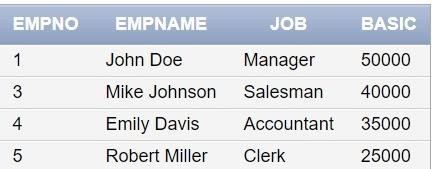 EMPNO EMPNAME JOB BASIC
1 John Doe Manager 50000
3 Mike Johnson Salesman 40000
4 Emily Davis Accountant 35000
5 Robert Miller Clerk 25000